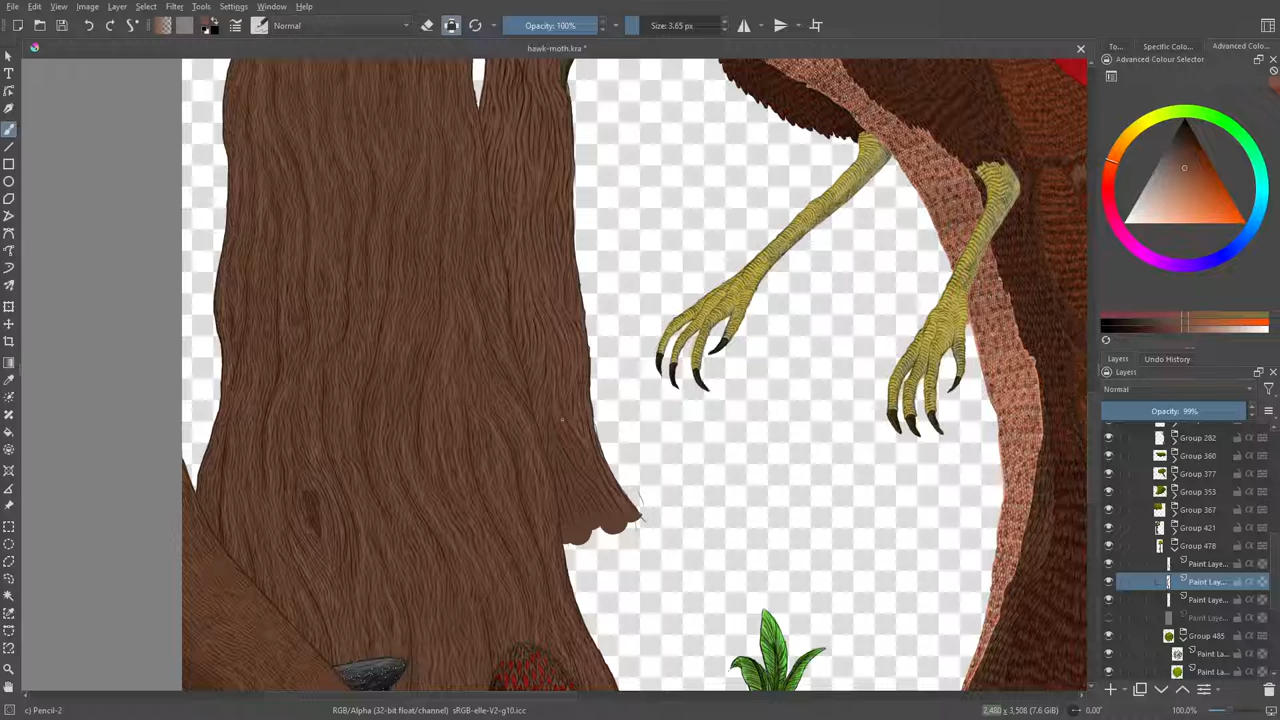 File Edit View Image Layer Select Filter Tools Settings Window Help
Normal Opacity: 100% Size: 3.65 px
hawk-moth.kra *
To... Specific Colo... Advanced Colo...
Advanced Colour Selector
Layers Undo History
Layers
Normal
Opacity: 99%
Group 282
Group 360
Group 377
Group 353
Group 367
Group 421
Group 478
Paint Laye...
Paint Lay...
Paint Laye...
Paint Laye...
Group 485
Paint La...
Paint La...
c) Pencil-2 RGB/Alpha (32-bit float/channel) sRGB-elle-V2-g10.icc 2,480 x 3,508 (7.6 GiB) 0.00° 100.0%